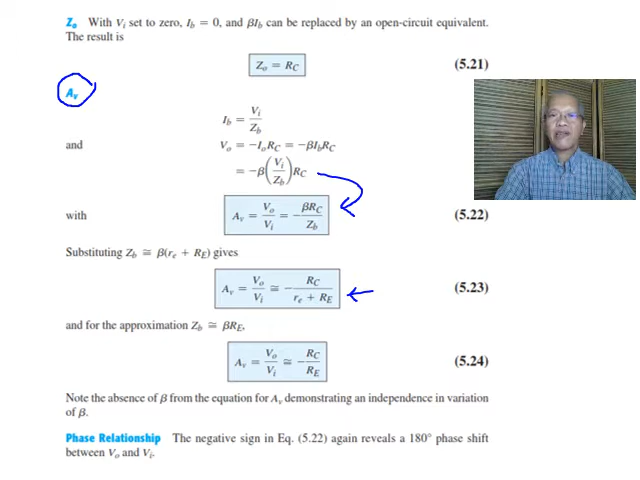 Zo With Vi set to zero, Ib = 0, and βIb can be replaced by an open-circuit equivalent.
The result is
Zo = RC (5.21)
Av
Ib = Vi/Zb
and Vo = −IoRC = −βIbRC
= −β(Vi/Zb)RC
with Av = Vo/Vi = −βRC/Zb (5.22)
Substituting Zb ≅ β(re + RE) gives
Av = Vo/Vi ≅ −RC/(re + RE) (5.23)
and for the approximation Zb ≅ βRE,
Av = Vo/Vi ≅ −RC/RE (5.24)
Note the absence of β from the equation for Av demonstrating an independence in variation
of β.
Phase Relationship The negative sign in Eq. (5.22) again reveals a 180° phase shift
between Vo and Vi.